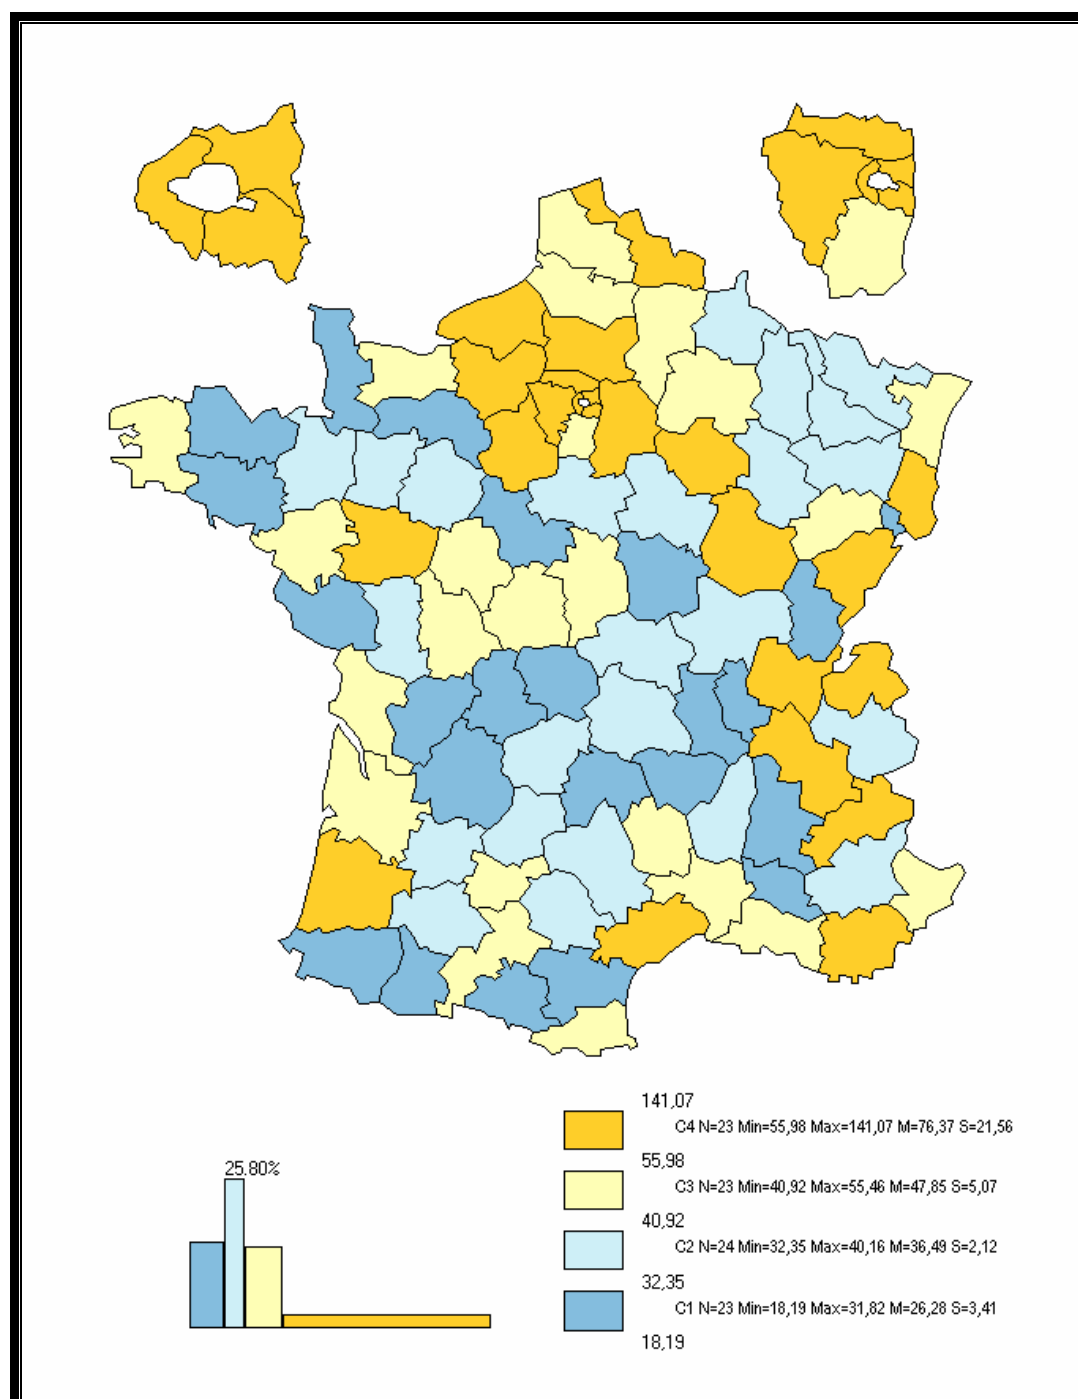 25.80%
141,07
C4 N=23 Min=55,98 Max=141,07 M=76,37 S=21,56
55,98
C3 N=23 Min=40,92 Max=55,46 M=47,85 S=5,07
40,92
C2 N=24 Min=32,35 Max=40,16 M=36,49 S=2,12
32,35
C1 N=23 Min=18,19 Max=31,82 M=26,28 S=3,41
18,19